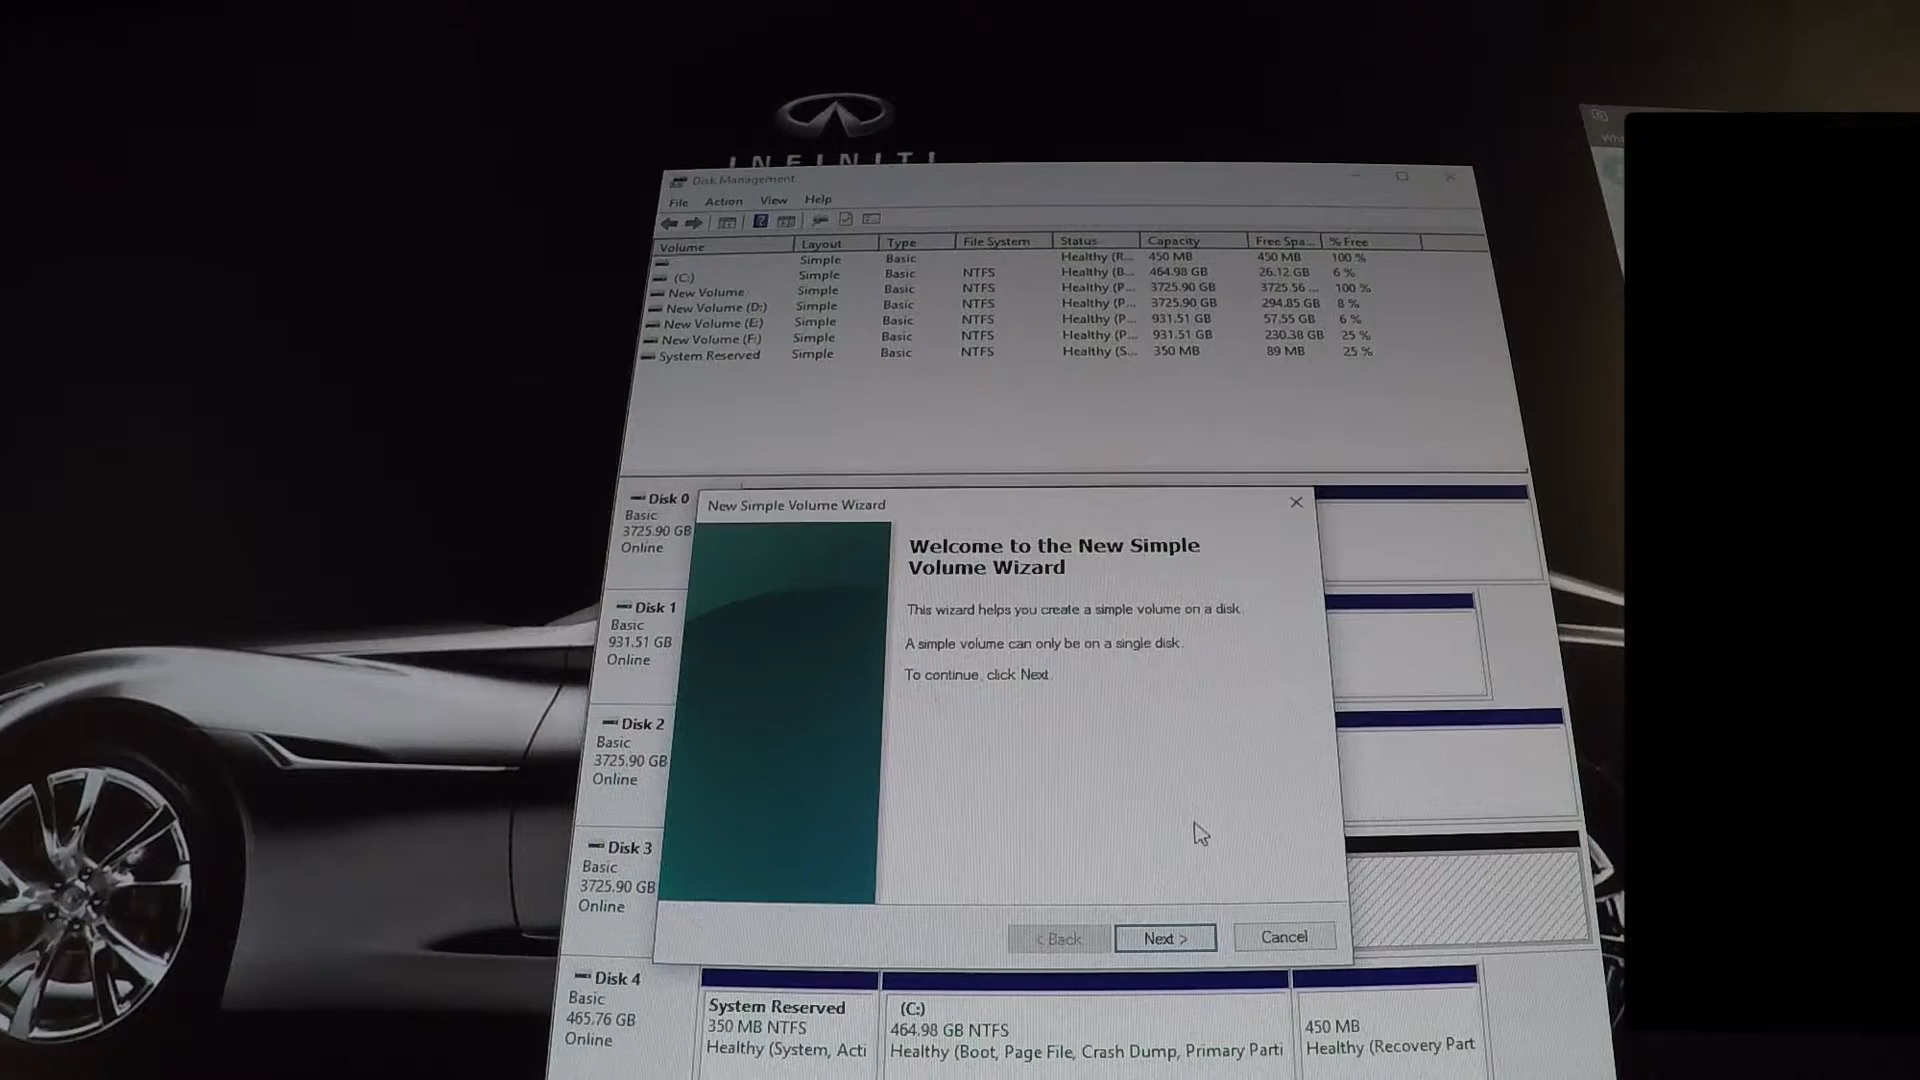 INFINITI
Disk Management
File Action View Help
Volume Layout Type File System Status Capacity Free Spa... % Free
Simple Basic Healthy (R... 450 MB 450 MB 100 %
(C:) Simple Basic NTFS Healthy (B... 464.98 GB 26.12 GB 6 %
New Volume Simple Basic NTFS Healthy (P... 3725.90 GB 3725.56 ... 100 %
New Volume (D:) Simple Basic NTFS Healthy (P... 3725.90 GB 294.85 GB 8 %
New Volume (E:) Simple Basic NTFS Healthy (P... 931.51 GB 57.55 GB 6 %
New Volume (F:) Simple Basic NTFS Healthy (P... 931.51 GB 230.38 GB 25 %
System Reserved Simple Basic NTFS Healthy (S... 350 MB 89 MB 25 %
Disk 0
Basic
3725.90 GB
Online
Disk 1
Basic
931.51 GB
Online
Disk 2
Basic
3725.90 GB
Online
Disk 3
Basic
3725.90 GB
Online
New Simple Volume Wizard
Welcome to the New Simple
Volume Wizard
This wizard helps you create a simple volume on a disk.
A simple volume can only be on a single disk.
To continue, click Next.
< Back Next > Cancel
Disk 4
Basic
465.76 GB
Online
System Reserved
350 MB NTFS
Healthy (System, Acti
(C:)
464.98 GB NTFS
Healthy (Boot, Page File, Crash Dump, Primary Parti
450 MB
Healthy (Recovery Part